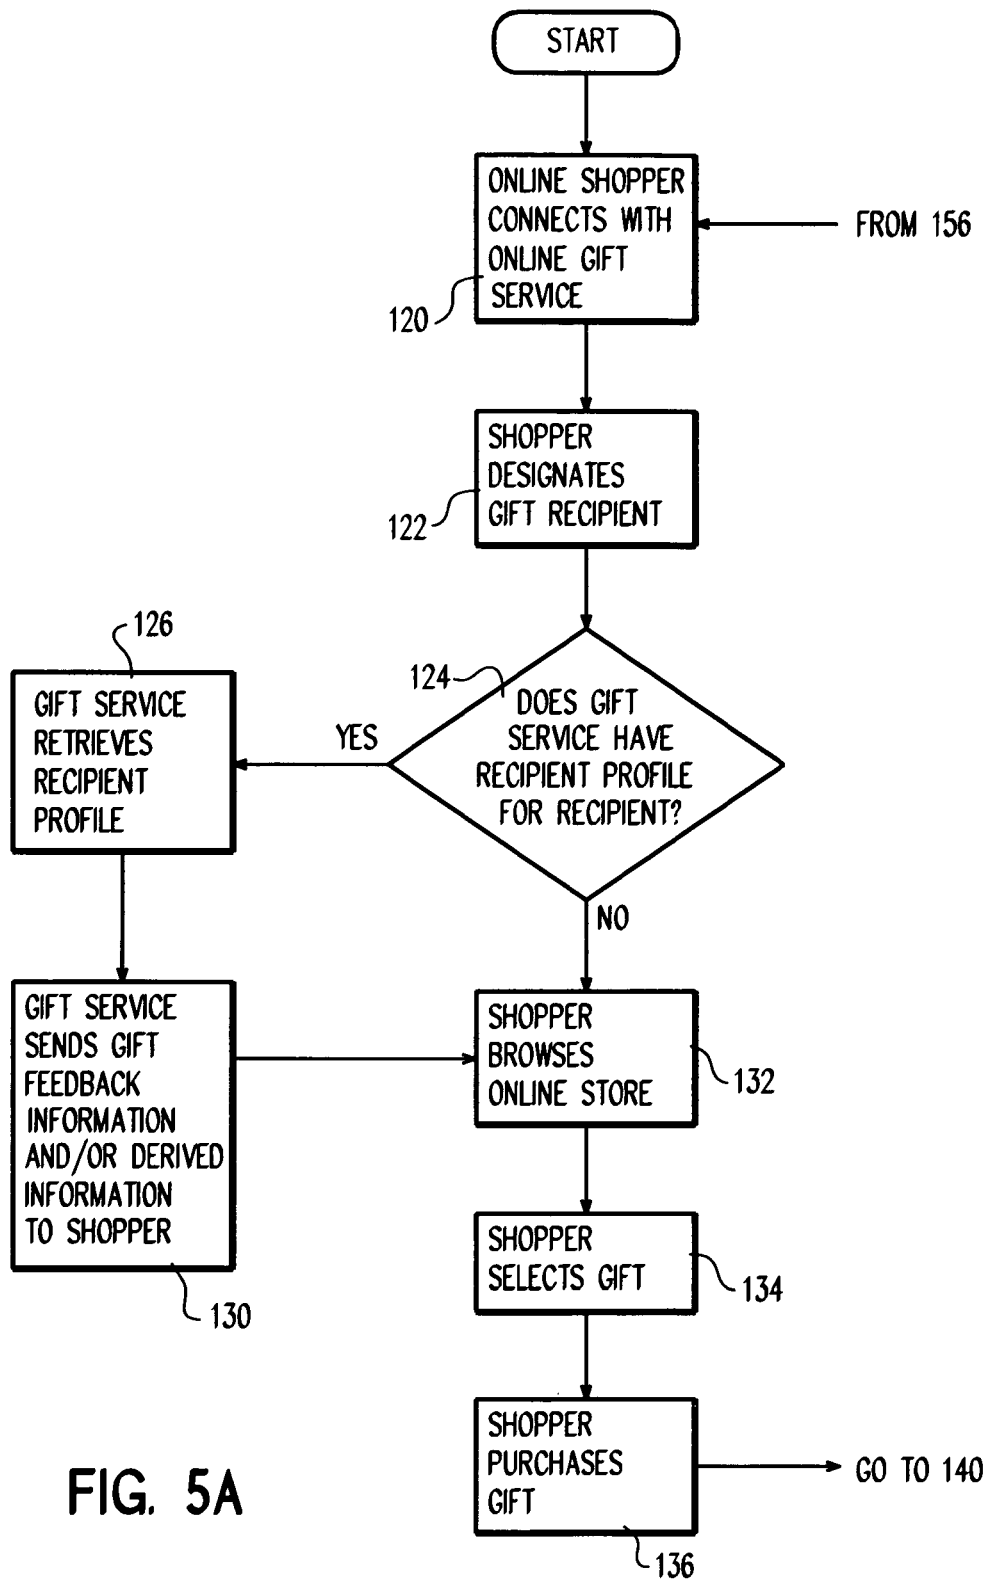 START
ONLINE SHOPPER
CONNECTS WITH
ONLINE GIFT
SERVICE
FROM 156
120
SHOPPER
DESIGNATES
GIFT RECIPIENT
122
124
DOES GIFT
SERVICE HAVE
RECIPIENT PROFILE
FOR RECIPIENT?
YES
NO
126
GIFT SERVICE
RETRIEVES
RECIPIENT
PROFILE
GIFT SERVICE
SENDS GIFT
FEEDBACK
INFORMATION
AND/OR DERIVED
INFORMATION
TO SHOPPER
130
SHOPPER
BROWSES
ONLINE STORE
132
SHOPPER
SELECTS GIFT
134
SHOPPER
PURCHASES
GIFT
136
GO TO 140
FIG. 5A